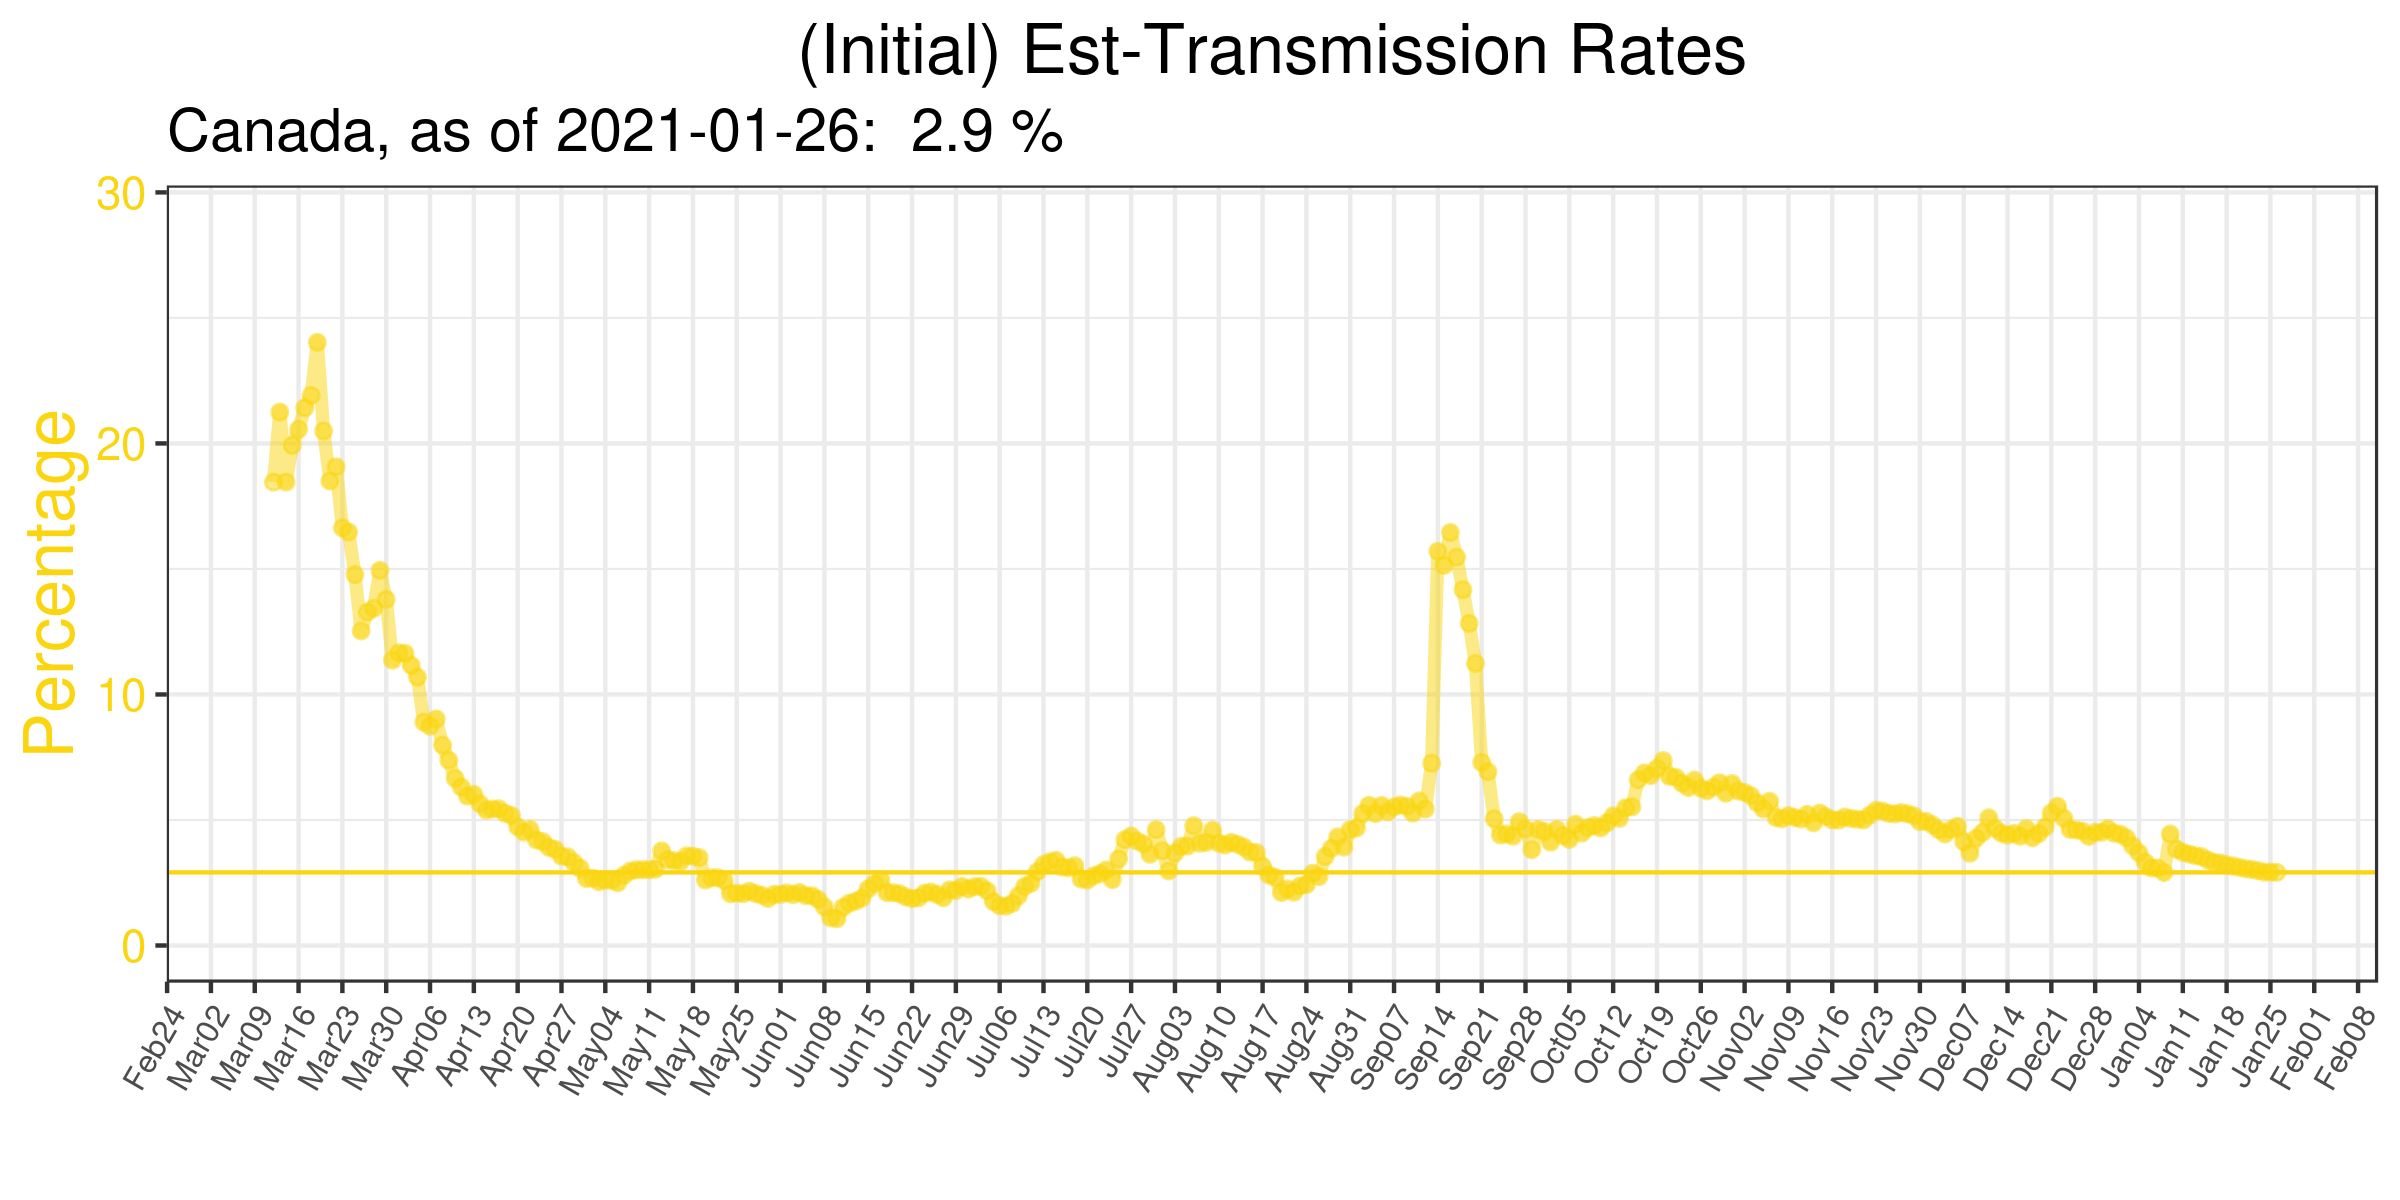 (Initial) Est-Transmission Rates
Canada, as of 2021-01-26:  2.9 %
Percentage
30
20
10
0
Feb24
Mar02
Mar09
Mar16
Mar23
Mar30
Apr06
Apr13
Apr20
Apr27
May04
May11
May18
May25
Jun01
Jun08
Jun15
Jun22
Jun29
Jul06
Jul13
Jul20
Jul27
Aug03
Aug10
Aug17
Aug24
Aug31
Sep07
Sep14
Sep21
Sep28
Oct05
Oct12
Oct19
Oct26
Nov02
Nov09
Nov16
Nov23
Nov30
Dec07
Dec14
Dec21
Dec28
Jan04
Jan11
Jan18
Jan25
Feb01
Feb08